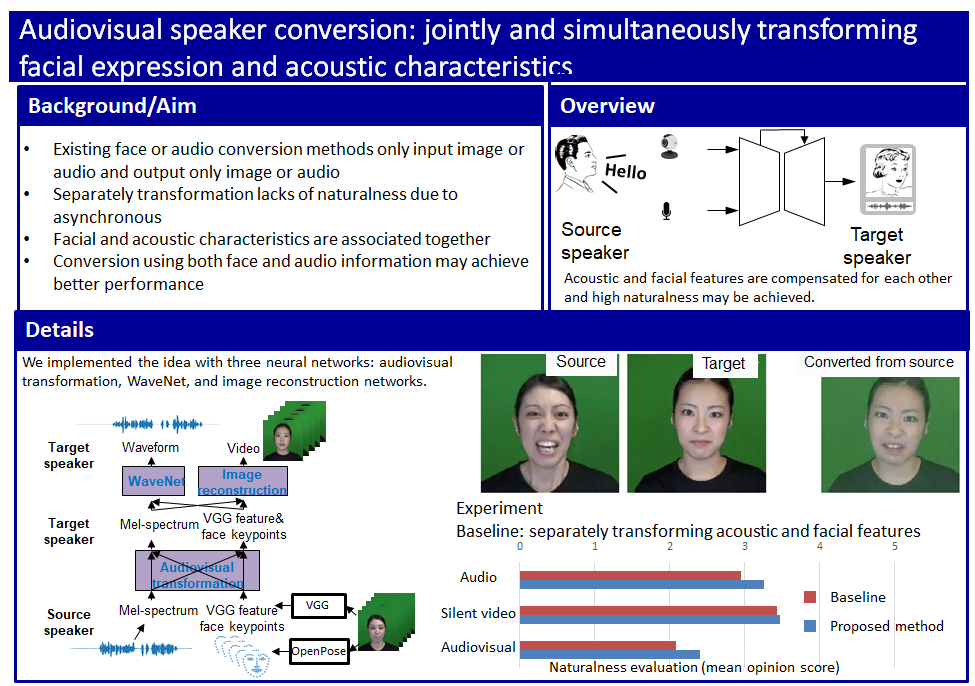 Audiovisual speaker conversion: jointly and simultaneously transforming
facial expression and acoustic characteristics
Background/Aim
• Existing face or audio conversion methods only input image or
audio and output only image or audio
• Separately transformation lacks of naturalness due to
asynchronous
• Facial and acoustic characteristics are associated together
• Conversion using both face and audio information may achieve
better performance
Overview
Hello
Source
speaker
Target
speaker
Acoustic and facial features are compensated for each other
and high naturalness may be achieved.
Details
We implemented the idea with three neural networks: audiovisual
transformation, WaveNet, and image reconstruction networks.
Target
speaker
Waveform
Video
WaveNet
Image
reconstruction
Target
speaker
Mel-spectrum
VGG feature&
face keypoints
Audiovisual
transformation
Source
speaker
Mel-spectrum
VGG feature
face keypoints
VGG
OpenPose
Source
Target
Converted from source
Experiment
Baseline: separately transforming acoustic and facial features
0 1 2 3 4 5
Audio
Silent video
Audiovisual
Baseline
Proposed method
Naturalness evaluation (mean opinion score)